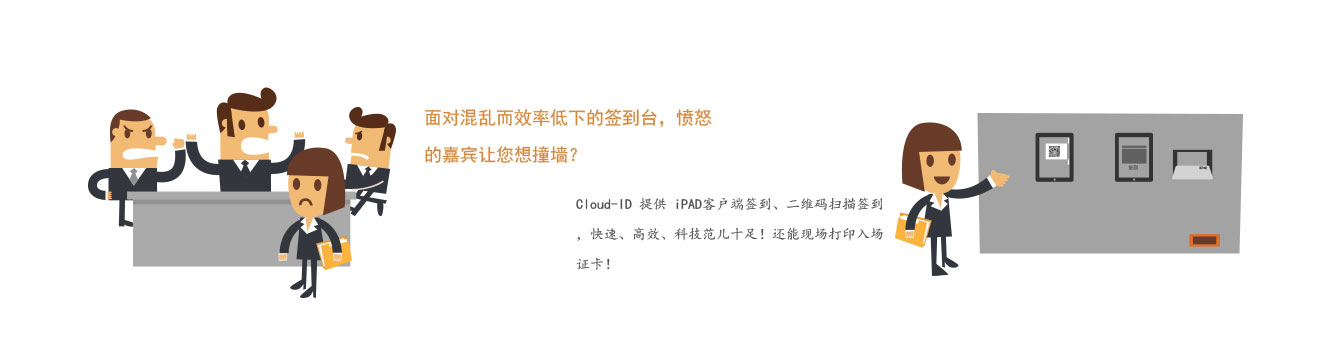 面对混乱而效率低下的签到台，愤怒
的嘉宾让您想撞墙？
Cloud-ID 提供 iPAD客户端签到、二维码扫描签到
，快速、高效、科技范儿十足！还能现场打印入场
证卡！